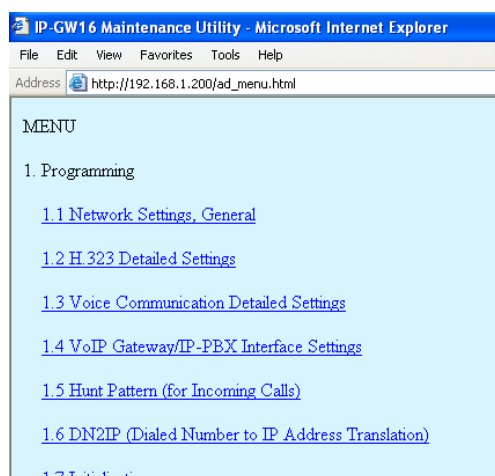 IP-GW16 Maintenance Utility - Microsoft Internet Explorer
File Edit View Favorites Tools Help
Address http://192.168.1.200/ad_menu.html
MENU
1. Programming
1.1 Network Settings, General
1.2 H.323 Detailed Settings
1.3 Voice Communication Detailed Settings
1.4 VoIP Gateway/IP-PBX Interface Settings
1.5 Hunt Pattern (for Incoming Calls)
1.6 DN2IP (Dialed Number to IP Address Translation)